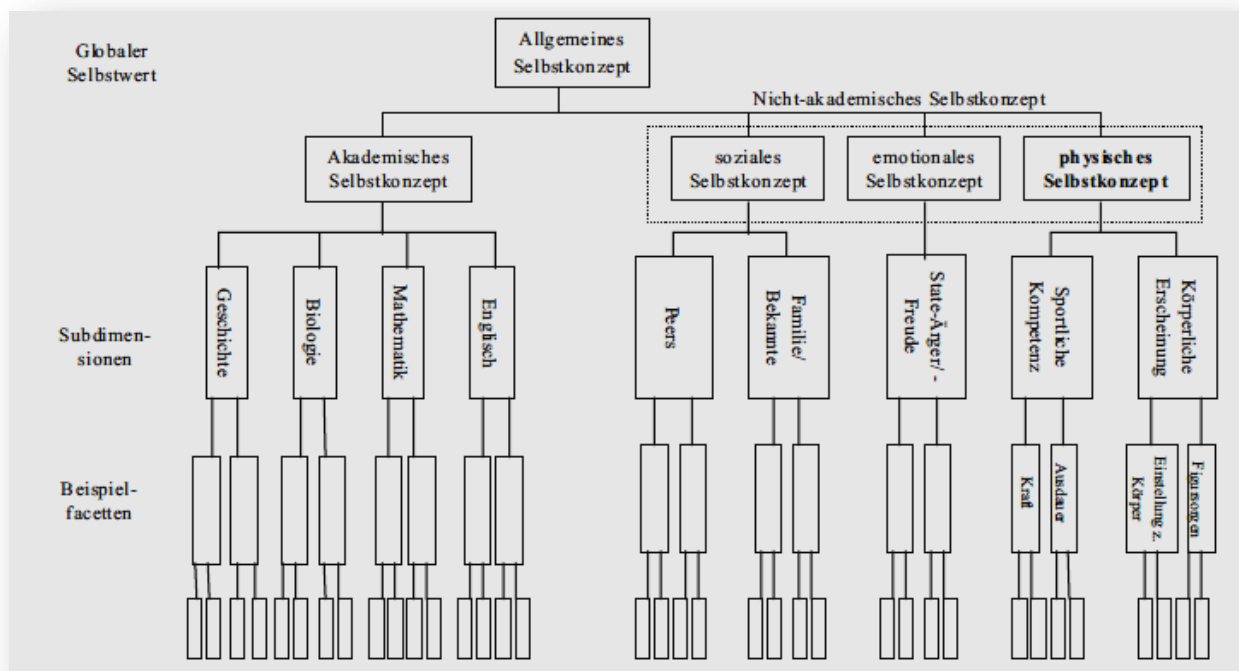 Globaler
Selbstwert
Allgemeines
Selbstkonzept
Nicht-akademisches Selbstkonzept
Akademisches
Selbstkonzept
soziales
Selbstkonzept
emotionales
Selbstkonzept
physisches
Selbstkonzept
Subdimen-
sionen
Geschichte
Biologie
Mathematik
Englisch
Peers
Familie/
Bekannte
State-Ärger/ -
Freude
Sportliche
Kompetenz
Körperliche
Erscheinung
Beispiel-
facetten
Kraft
Ausdauer
Einstellung z.
Körper
Figursorgen